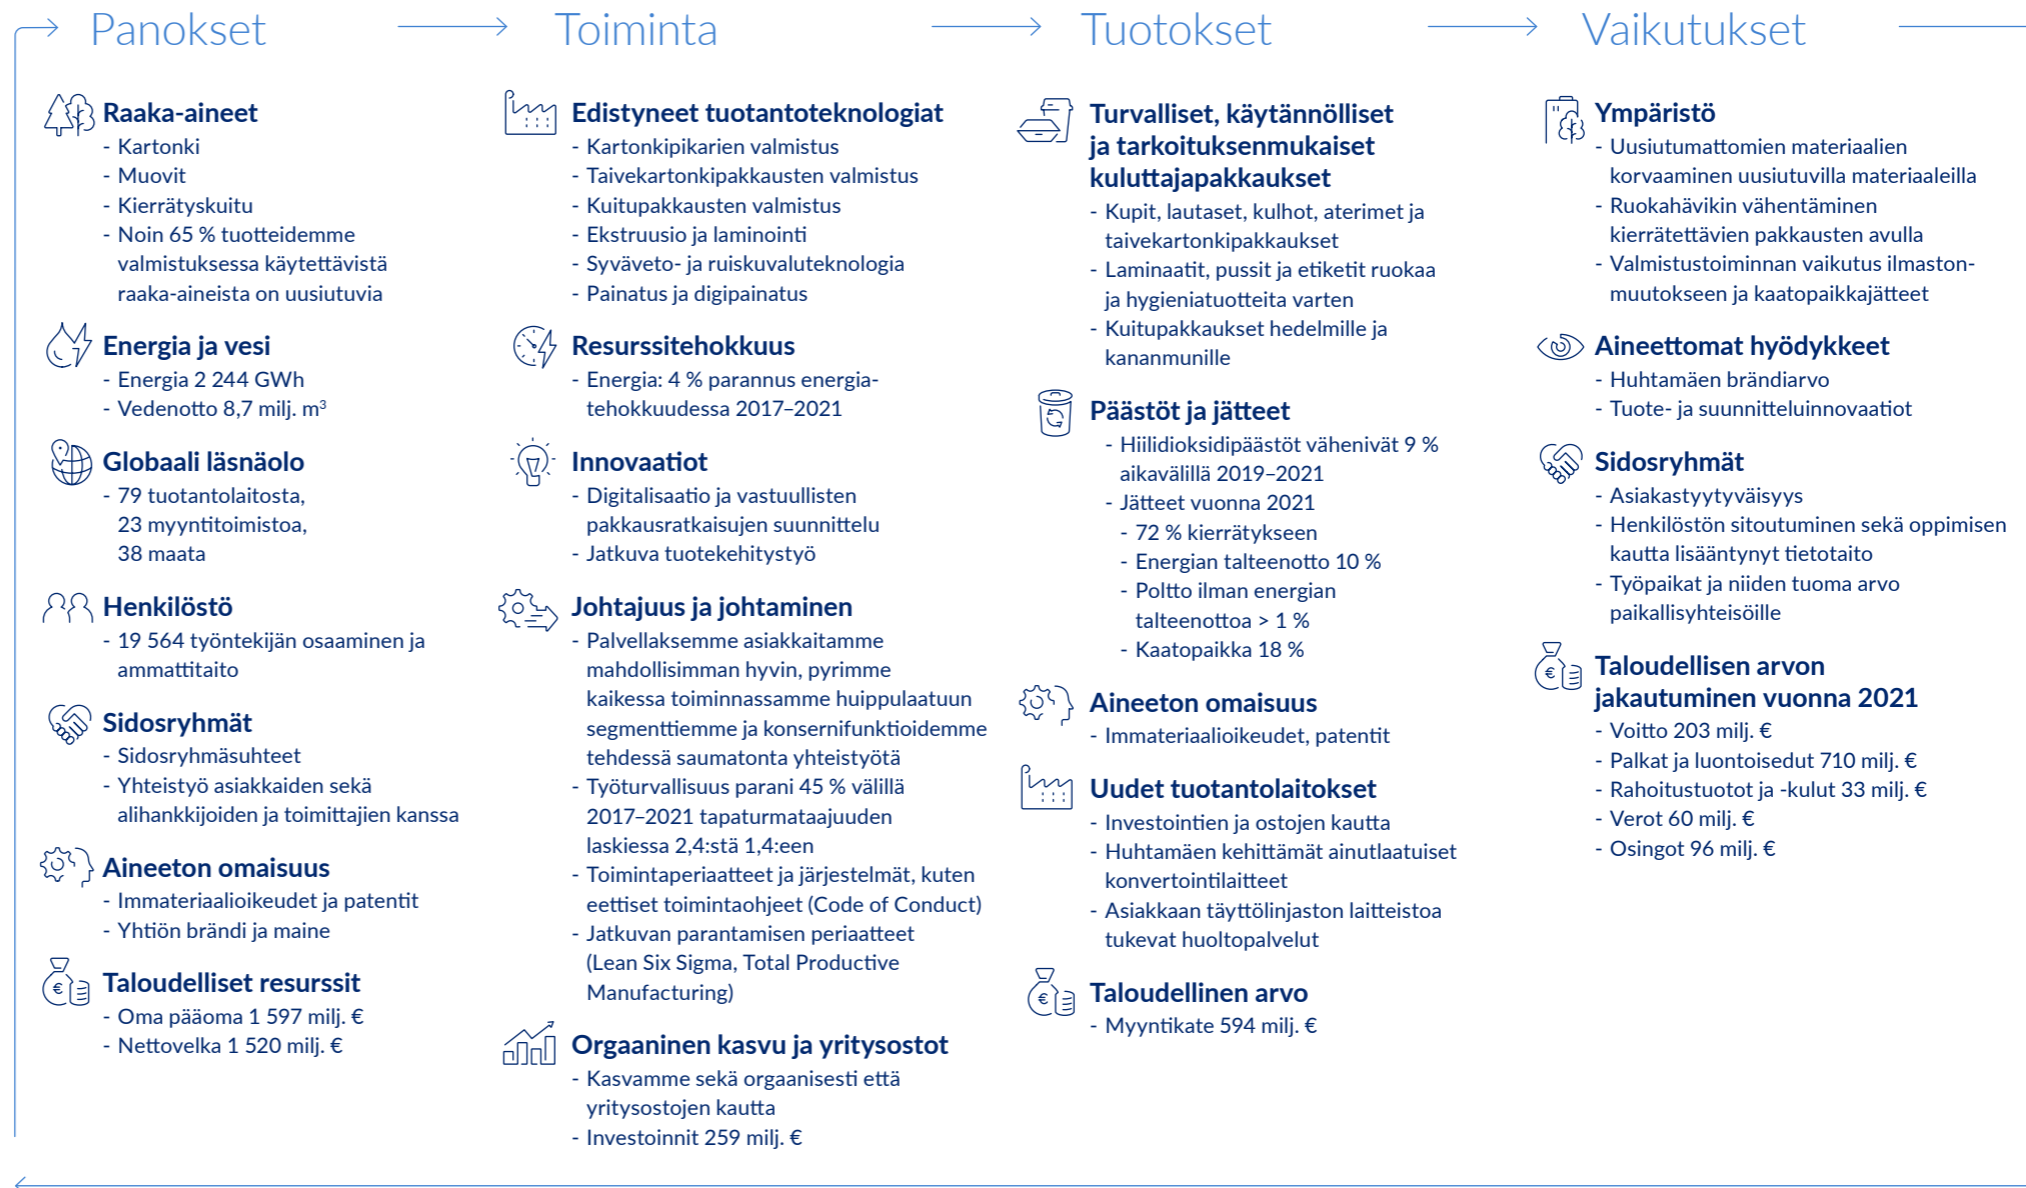 Panokset
Raaka-aineet
- Kartonki
- Muovit
- Kierrätyskuitu
- Noin 65 % tuotteidemme
valmistuksessa käytettävistä
raaka-aineista on uusiutuvia
Energia ja vesi
- Energia 2 244 GWh
- Vedenotto 8,7 milj. m³
Globaali läsnäolo
- 79 tuotantolaitosta,
23 myyntitoimistoa,
38 maata
Henkilöstö
- 19 564 työntekijän osaaminen ja
ammattitaito
Sidosryhmät
- Sidosryhmäsuhteet
- Yhteistyö asiakkaiden sekä
alihankkijoiden ja toimittajien kanssa
Aineeton omaisuus
- Immateriaalioikeudet ja patentit
- Yhtiön brändi ja maine
Taloudelliset resurssit
- Oma pääoma 1 597 milj. €
- Nettovelka 1 520 milj. €
Toiminta
Edistyneet tuotantoteknologiat
- Kartonkipikarien valmistus
- Taivekartonkipakkausten valmistus
- Kuitupakkausten valmistus
- Ekstruusio ja laminointi
- Syväveto- ja ruiskuvaluteknologia
- Painatus ja digipainatus
Resurssitehokkuus
- Energia: 4 % parannus energia-
tehokkuudessa 2017–2021
Innovaatiot
- Digitalisaatio ja vastuullisten
pakkausratkaisujen suunnittelu
- Jatkuva tuotekehitystyö
Johtajuus ja johtaminen
- Palvellaksemme asiakkaitamme
mahdollisimman hyvin, pyrimme
kaikessa toiminnassamme huippulaatuun
segmenttiemme ja konsernifunktioidemme
tehdessä saumatonta yhteistyötä
- Työturvallisuus parani 45 % välillä
2017–2021 tapaturmataajuuden
laskiessa 2,4:stä 1,4:een
- Toimintaperiaatteet ja järjestelmät, kuten
eettiset toimintaohjeet (Code of Conduct)
- Jatkuvan parantamisen periaatteet
(Lean Six Sigma, Total Productive
Manufacturing)
Orgaaninen kasvu ja yritysostot
- Kasvamme sekä orgaanisesti että
yritysostojen kautta
- Investoinnit 259 milj. €
Tuotokset
Turvalliset, käytännölliset
ja tarkoituksenmukaiset
kuluttajapakkaukset
- Kupit, lautaset, kulhot, aterimet ja
taivekartonkipakkaukset
- Laminaatit, pussit ja etiketit ruokaa
ja hygieniatuotteita varten
- Kuitupakkaukset hedelmille ja
kananmunille
Päästöt ja jätteet
- Hiilidioksidipäästöt vähenivät 9 %
aikavälillä 2019–2021
- Jätteet vuonna 2021
- 72 % kierrätykseen
- Energian talteenotto 10 %
- Poltto ilman energian
talteenottoa > 1 %
- Kaatopaikka 18 %
Aineeton omaisuus
- Immateriaalioikeudet, patentit
Uudet tuotantolaitokset
- Investointien ja ostojen kautta
- Huhtamäen kehittämät ainutlaatuiset
konvertointilaitteet
- Asiakkaan täyttölinjaston laitteistoa
tukevat huoltopalvelut
Taloudellinen arvo
- Myyntikate 594 milj. €
Vaikutukset
Ympäristö
- Uusiutumattomien materiaalien
korvaaminen uusiutuvilla materiaaleilla
- Ruokahävikin vähentäminen
kierrätettävien pakkausten avulla
- Valmistustoiminnan vaikutus ilmaston-
muutokseen ja kaatopaikkajätteet
Aineettomat hyödykkeet
- Huhtamäen brändiarvo
- Tuote- ja suunnitteluinnovaatiot
Sidosryhmät
- Asiakastyytyväisyys
- Henkilöstön sitoutuminen sekä oppimisen
kautta lisääntynyt tietotaito
- Työpaikat ja niiden tuoma arvo
paikallisyhteisöille
Taloudellisen arvon
jakautuminen vuonna 2021
- Voitto 203 milj. €
- Palkat ja luontoisedut 710 milj. €
- Rahoitustuotot ja -kulut 33 milj. €
- Verot 60 milj. €
- Osingot 96 milj. €